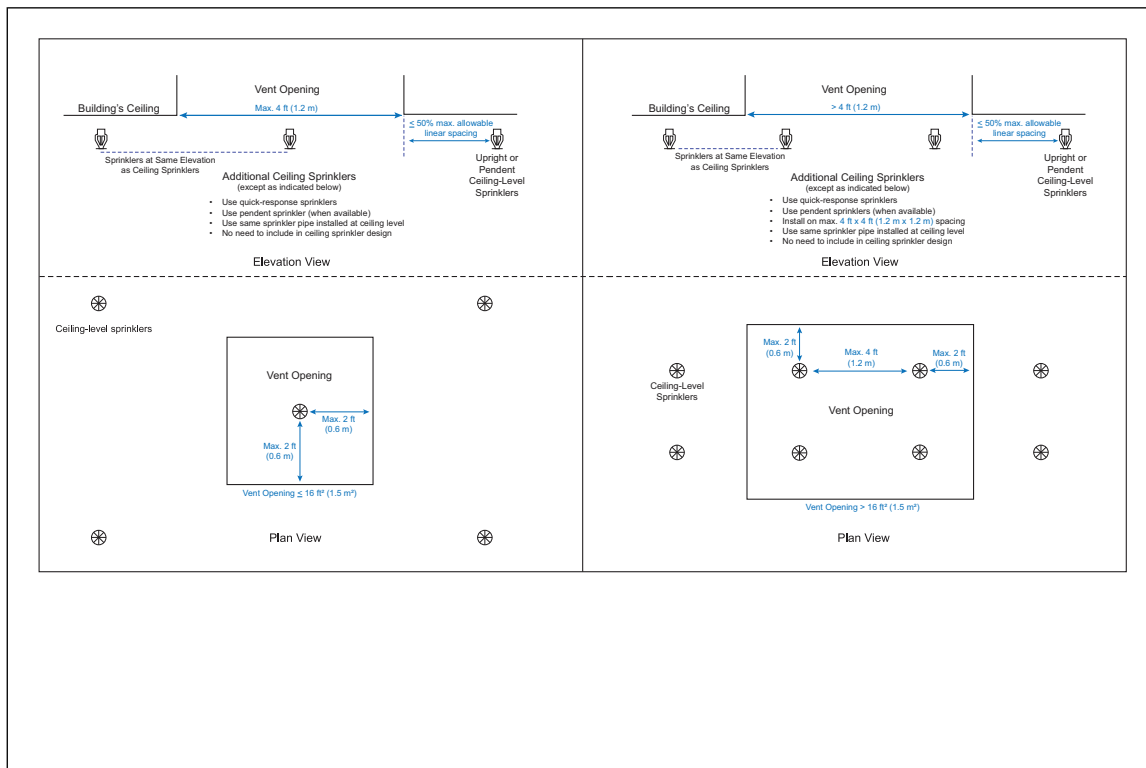 Vent Opening
Building's Ceiling
Max. 4 ft (1.2 m)
≤ 50% max. allowable
linear spacing
Sprinklers at Same Elevation
as Ceiling Sprinklers
Upright or
Pendent
Ceiling-Level
Sprinklers
Additional Ceiling Sprinklers
(except as indicated below)
• Use quick-response sprinklers
• Use pendent sprinkler (when available)
• Use same sprinkler pipe installed at ceiling level
• No need to include in ceiling sprinkler design
Elevation View
Ceiling-level sprinklers
Vent Opening
Max. 2 ft
(0.6 m)
Max. 2 ft
(0.6 m)
Vent Opening ≤ 16 ft² (1.5 m²)
Plan View
Vent Opening
Building's Ceiling
> 4 ft (1.2 m)
≤ 50% max. allowable
linear spacing
Sprinklers at Same Elevation
as Ceiling Sprinklers
Upright or
Pendent
Ceiling-Level
Sprinklers
Additional Ceiling Sprinklers
(except as indicated below)
• Use quick-response sprinklers
• Use pendent sprinklers (when available)
• Install on max. 4 ft x 4 ft (1.2 m x 1.2 m) spacing
• Use same sprinkler pipe installed at ceiling level
• No need to include in ceiling sprinkler design
Elevation View
Max. 2 ft
(0.6 m)
Max. 4 ft
(1.2 m)
Max. 2 ft
(0.6 m)
Ceiling-Level
Sprinklers
Vent Opening
Vent Opening > 16 ft² (1.5 m²)
Plan View